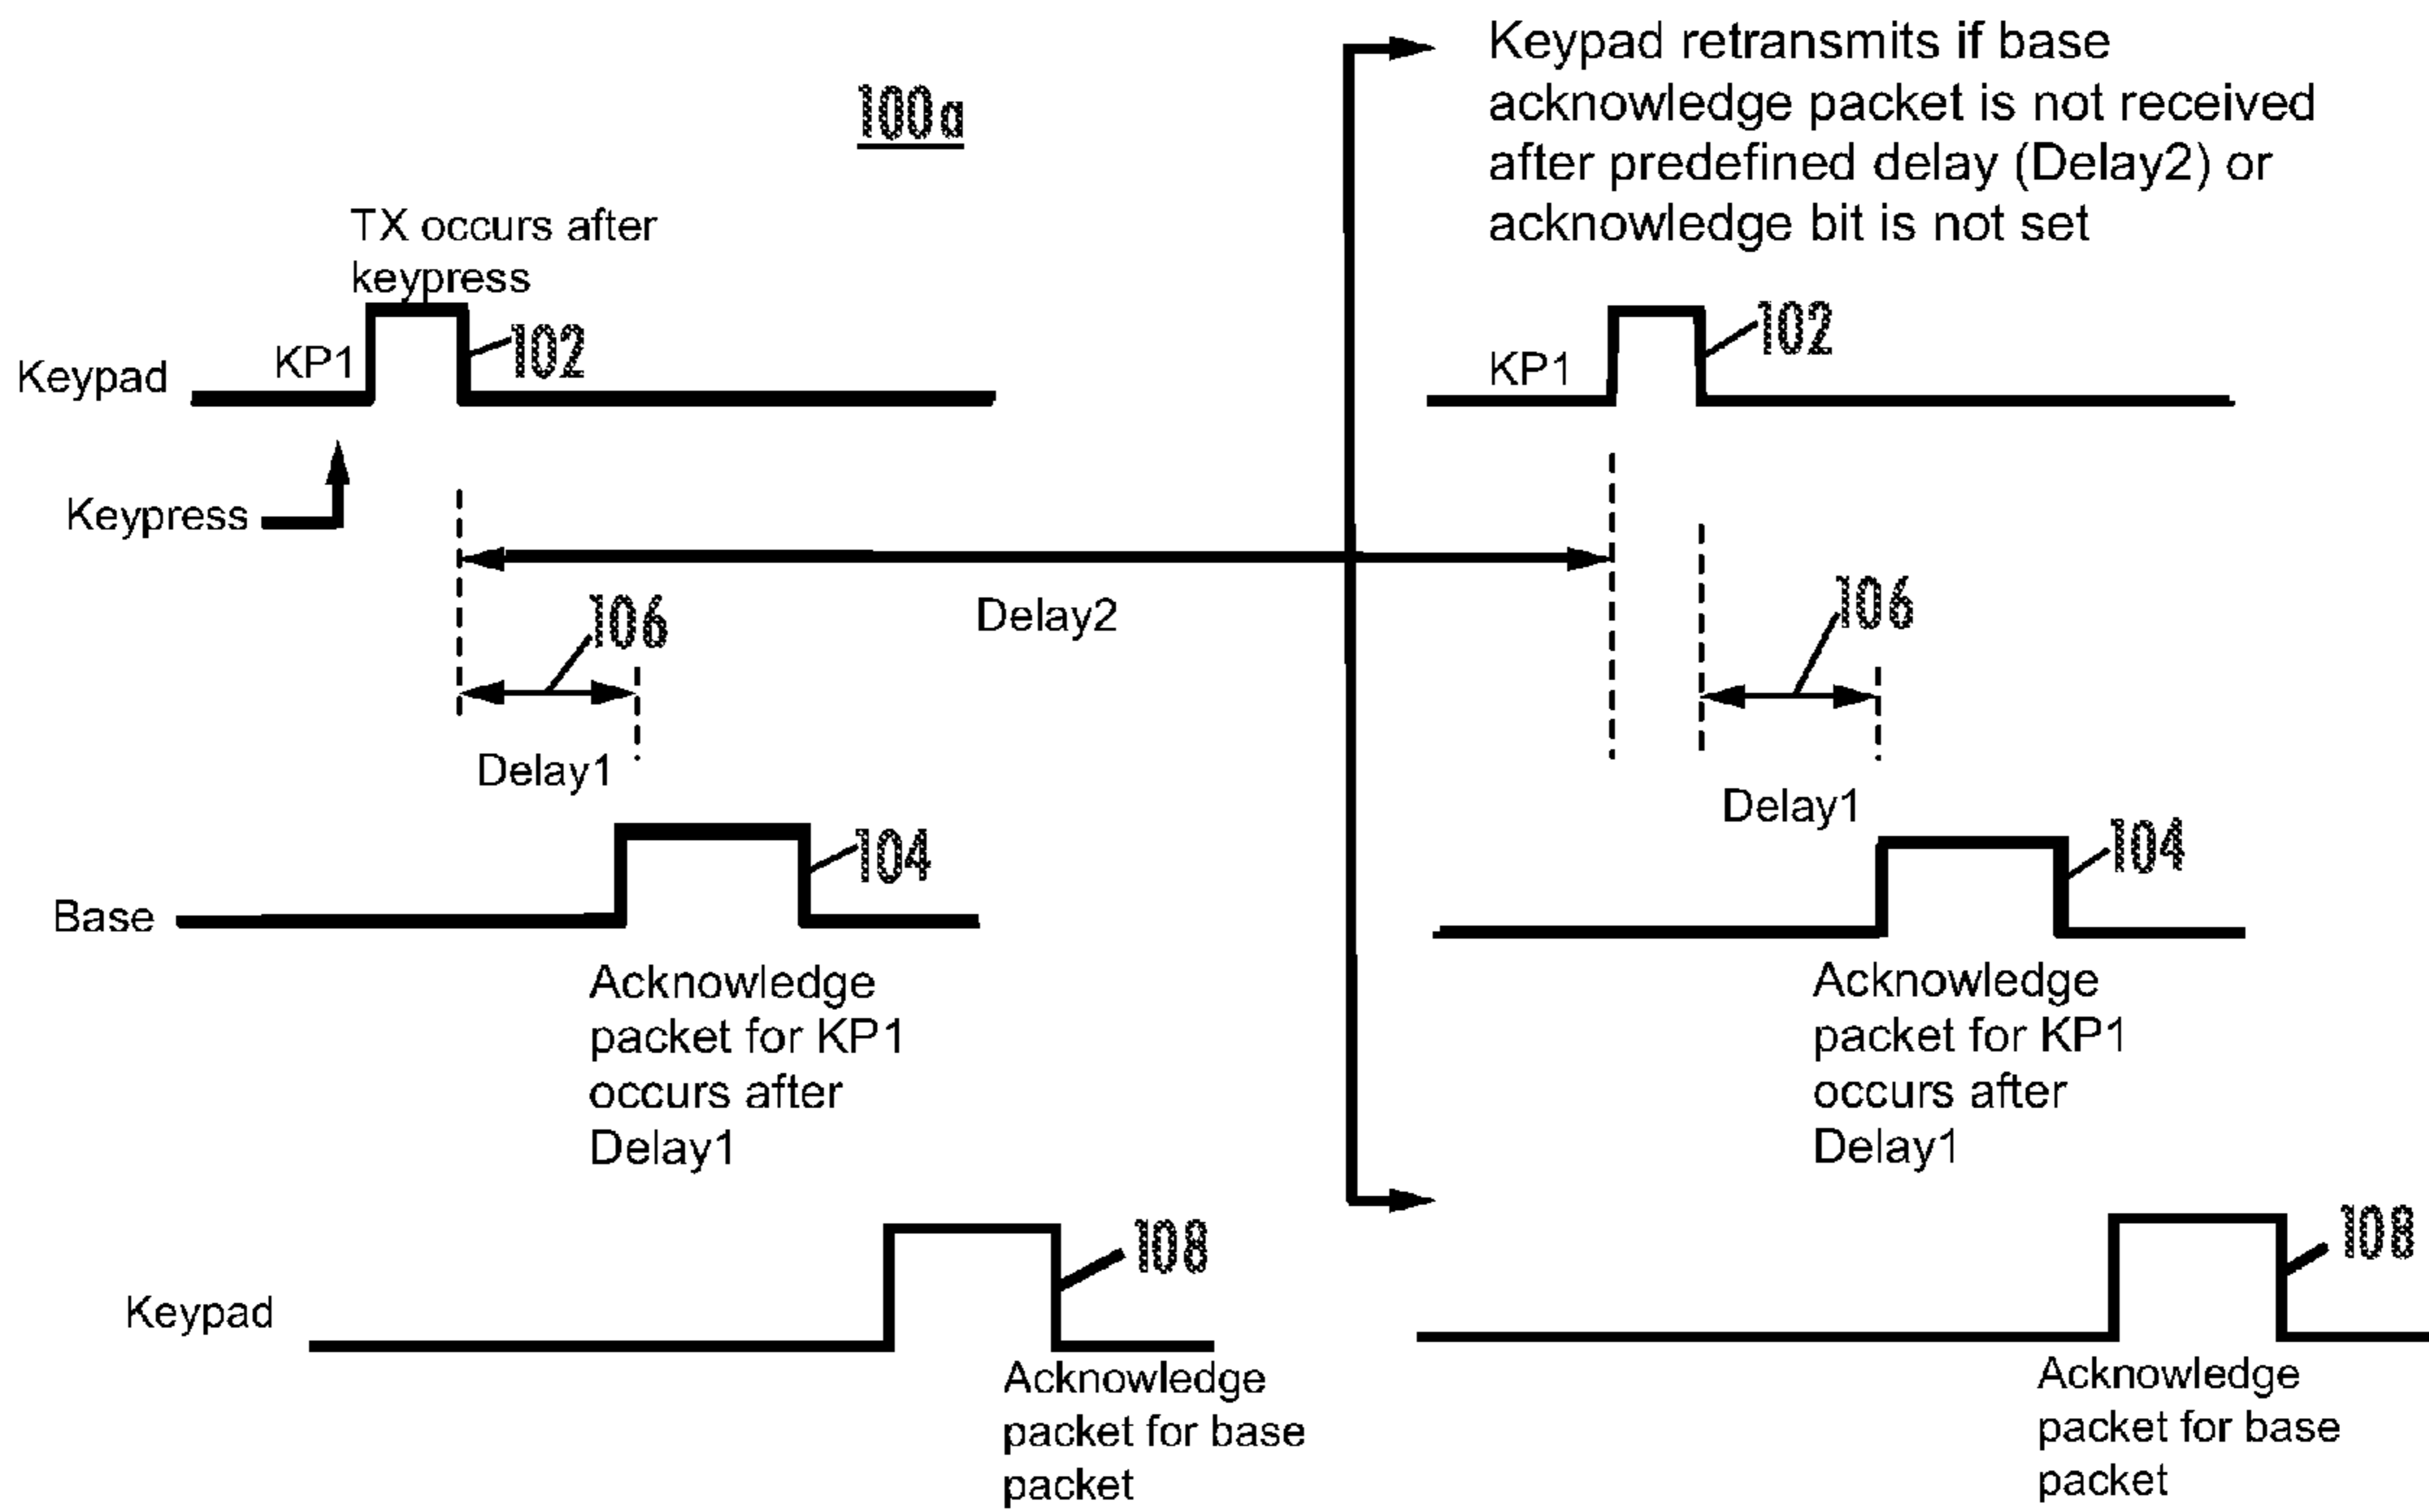 100a
Keypad retransmits if base
acknowledge packet is not received
after predefined delay (Delay2) or
acknowledge bit is not set
TX occurs after
keypress
Keypad
KP1
102
KP1
102
Keypress
106
Delay2
106
Delay1
Delay1
Base
104
104
Acknowledge
packet for KP1
occurs after
Delay1
Acknowledge
packet for KP1
occurs after
Delay1
Keypad
108
108
Acknowledge
packet for base
packet
Acknowledge
packet for base
packet